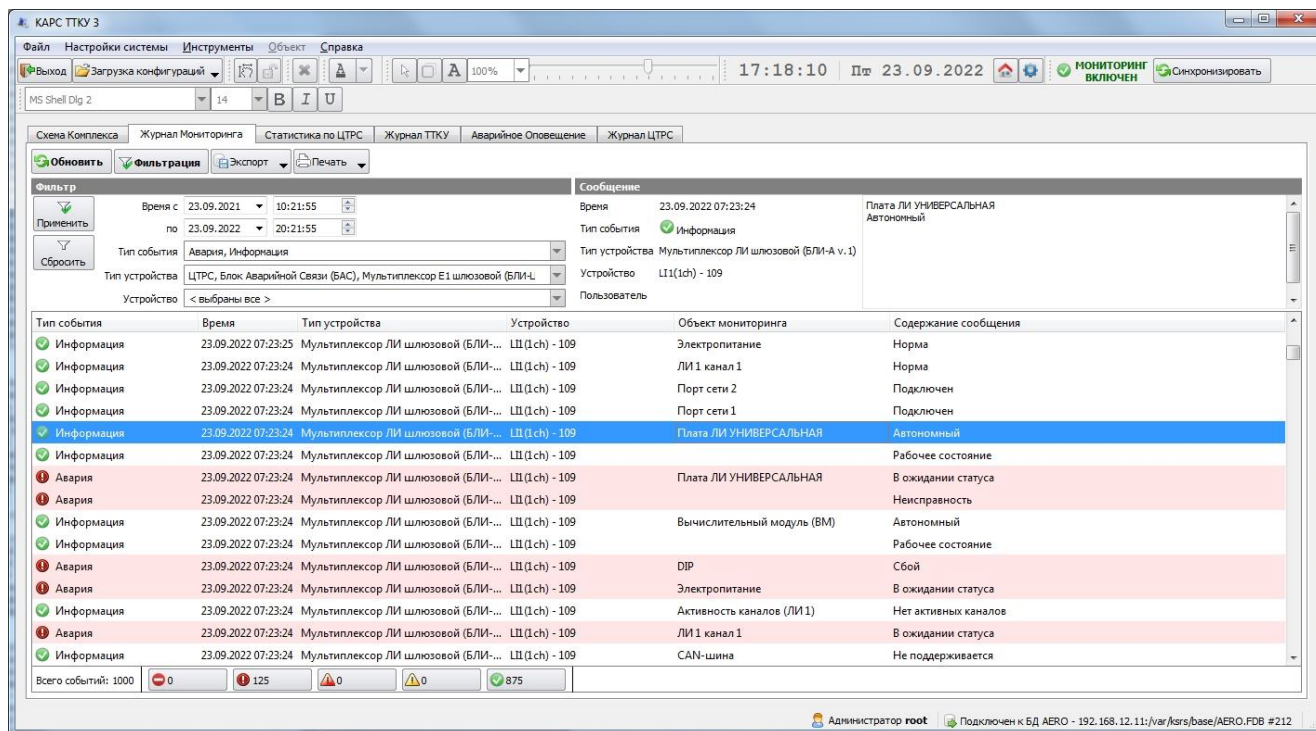 КАРС ТТКУ 3
Файл Настройки системы Инструменты Объект Справка
Выход Загрузка конфигураций A A 100% 17:18:10 Пт 23.09.2022 МОНИТОРИНГ ВКЛЮЧЕН Синхронизировать
MS Shell Dlg 2 14 B I U
Схема Комплекса Журнал Мониторинга Статистика по ЦТРС Журнал ТТКУ Аварийное Оповещение Журнал ЦТРС
Обновить Фильтрация Экспорт Печать
Фильтр Сообщение
Применить Время с 23.09.2021 10:21:55 Время 23.09.2022 07:23:24 Плата ЛИ УНИВЕРСАЛЬНАЯ
Автономный
по 23.09.2022 20:21:55 Тип события Информация
Сбросить Тип события Авария, Информация Тип устройства Мультиплексор ЛИ шлюзовой (БЛИ-А v.1)
Тип устройства ЦТРС, Блок Аварийной Связи (БАС), Мультиплексор Е1 шлюзовой (БЛИ-Ц Устройство LI1(1ch) - 109
Устройство < выбраны все > Пользователь
Тип события Время Тип устройства Устройство Объект мониторинга Содержание сообщения
Информация 23.09.2022 07:23:25 Мультиплексор ЛИ шлюзовой (БЛИ-... LI1(1ch) - 109 Электропитание Норма
Информация 23.09.2022 07:23:24 Мультиплексор ЛИ шлюзовой (БЛИ-... LI1(1ch) - 109 ЛИ 1 канал 1 Норма
Информация 23.09.2022 07:23:24 Мультиплексор ЛИ шлюзовой (БЛИ-... LI1(1ch) - 109 Порт сети 2 Подключен
Информация 23.09.2022 07:23:24 Мультиплексор ЛИ шлюзовой (БЛИ-... LI1(1ch) - 109 Порт сети 1 Подключен
Информация 23.09.2022 07:23:24 Мультиплексор ЛИ шлюзовой (БЛИ-... LI1(1ch) - 109 Плата ЛИ УНИВЕРСАЛЬНАЯ Автономный
Информация 23.09.2022 07:23:24 Мультиплексор ЛИ шлюзовой (БЛИ-... LI1(1ch) - 109 Рабочее состояние
Авария 23.09.2022 07:23:24 Мультиплексор ЛИ шлюзовой (БЛИ-... LI1(1ch) - 109 Плата ЛИ УНИВЕРСАЛЬНАЯ В ожидании статуса
Авария 23.09.2022 07:23:24 Мультиплексор ЛИ шлюзовой (БЛИ-... LI1(1ch) - 109 Неисправность
Информация 23.09.2022 07:23:24 Мультиплексор ЛИ шлюзовой (БЛИ-... LI1(1ch) - 109 Вычислительный модуль (ВМ) Автономный
Информация 23.09.2022 07:23:24 Мультиплексор ЛИ шлюзовой (БЛИ-... LI1(1ch) - 109 Рабочее состояние
Авария 23.09.2022 07:23:24 Мультиплексор ЛИ шлюзовой (БЛИ-... LI1(1ch) - 109 DIP Сбой
Авария 23.09.2022 07:23:24 Мультиплексор ЛИ шлюзовой (БЛИ-... LI1(1ch) - 109 Электропитание В ожидании статуса
Информация 23.09.2022 07:23:24 Мультиплексор ЛИ шлюзовой (БЛИ-... LI1(1ch) - 109 Активность каналов (ЛИ 1) Нет активных каналов
Авария 23.09.2022 07:23:24 Мультиплексор ЛИ шлюзовой (БЛИ-... LI1(1ch) - 109 ЛИ 1 канал 1 В ожидании статуса
Информация 23.09.2022 07:23:24 Мультиплексор ЛИ шлюзовой (БЛИ-... LI1(1ch) - 109 CAN-шина Не поддерживается
Всего событий: 1000 0 125 0 0 875
Администратор root Подключен к БД AERO - 192.168.12.11:/var/ksrs/base/AERO.FDB #212